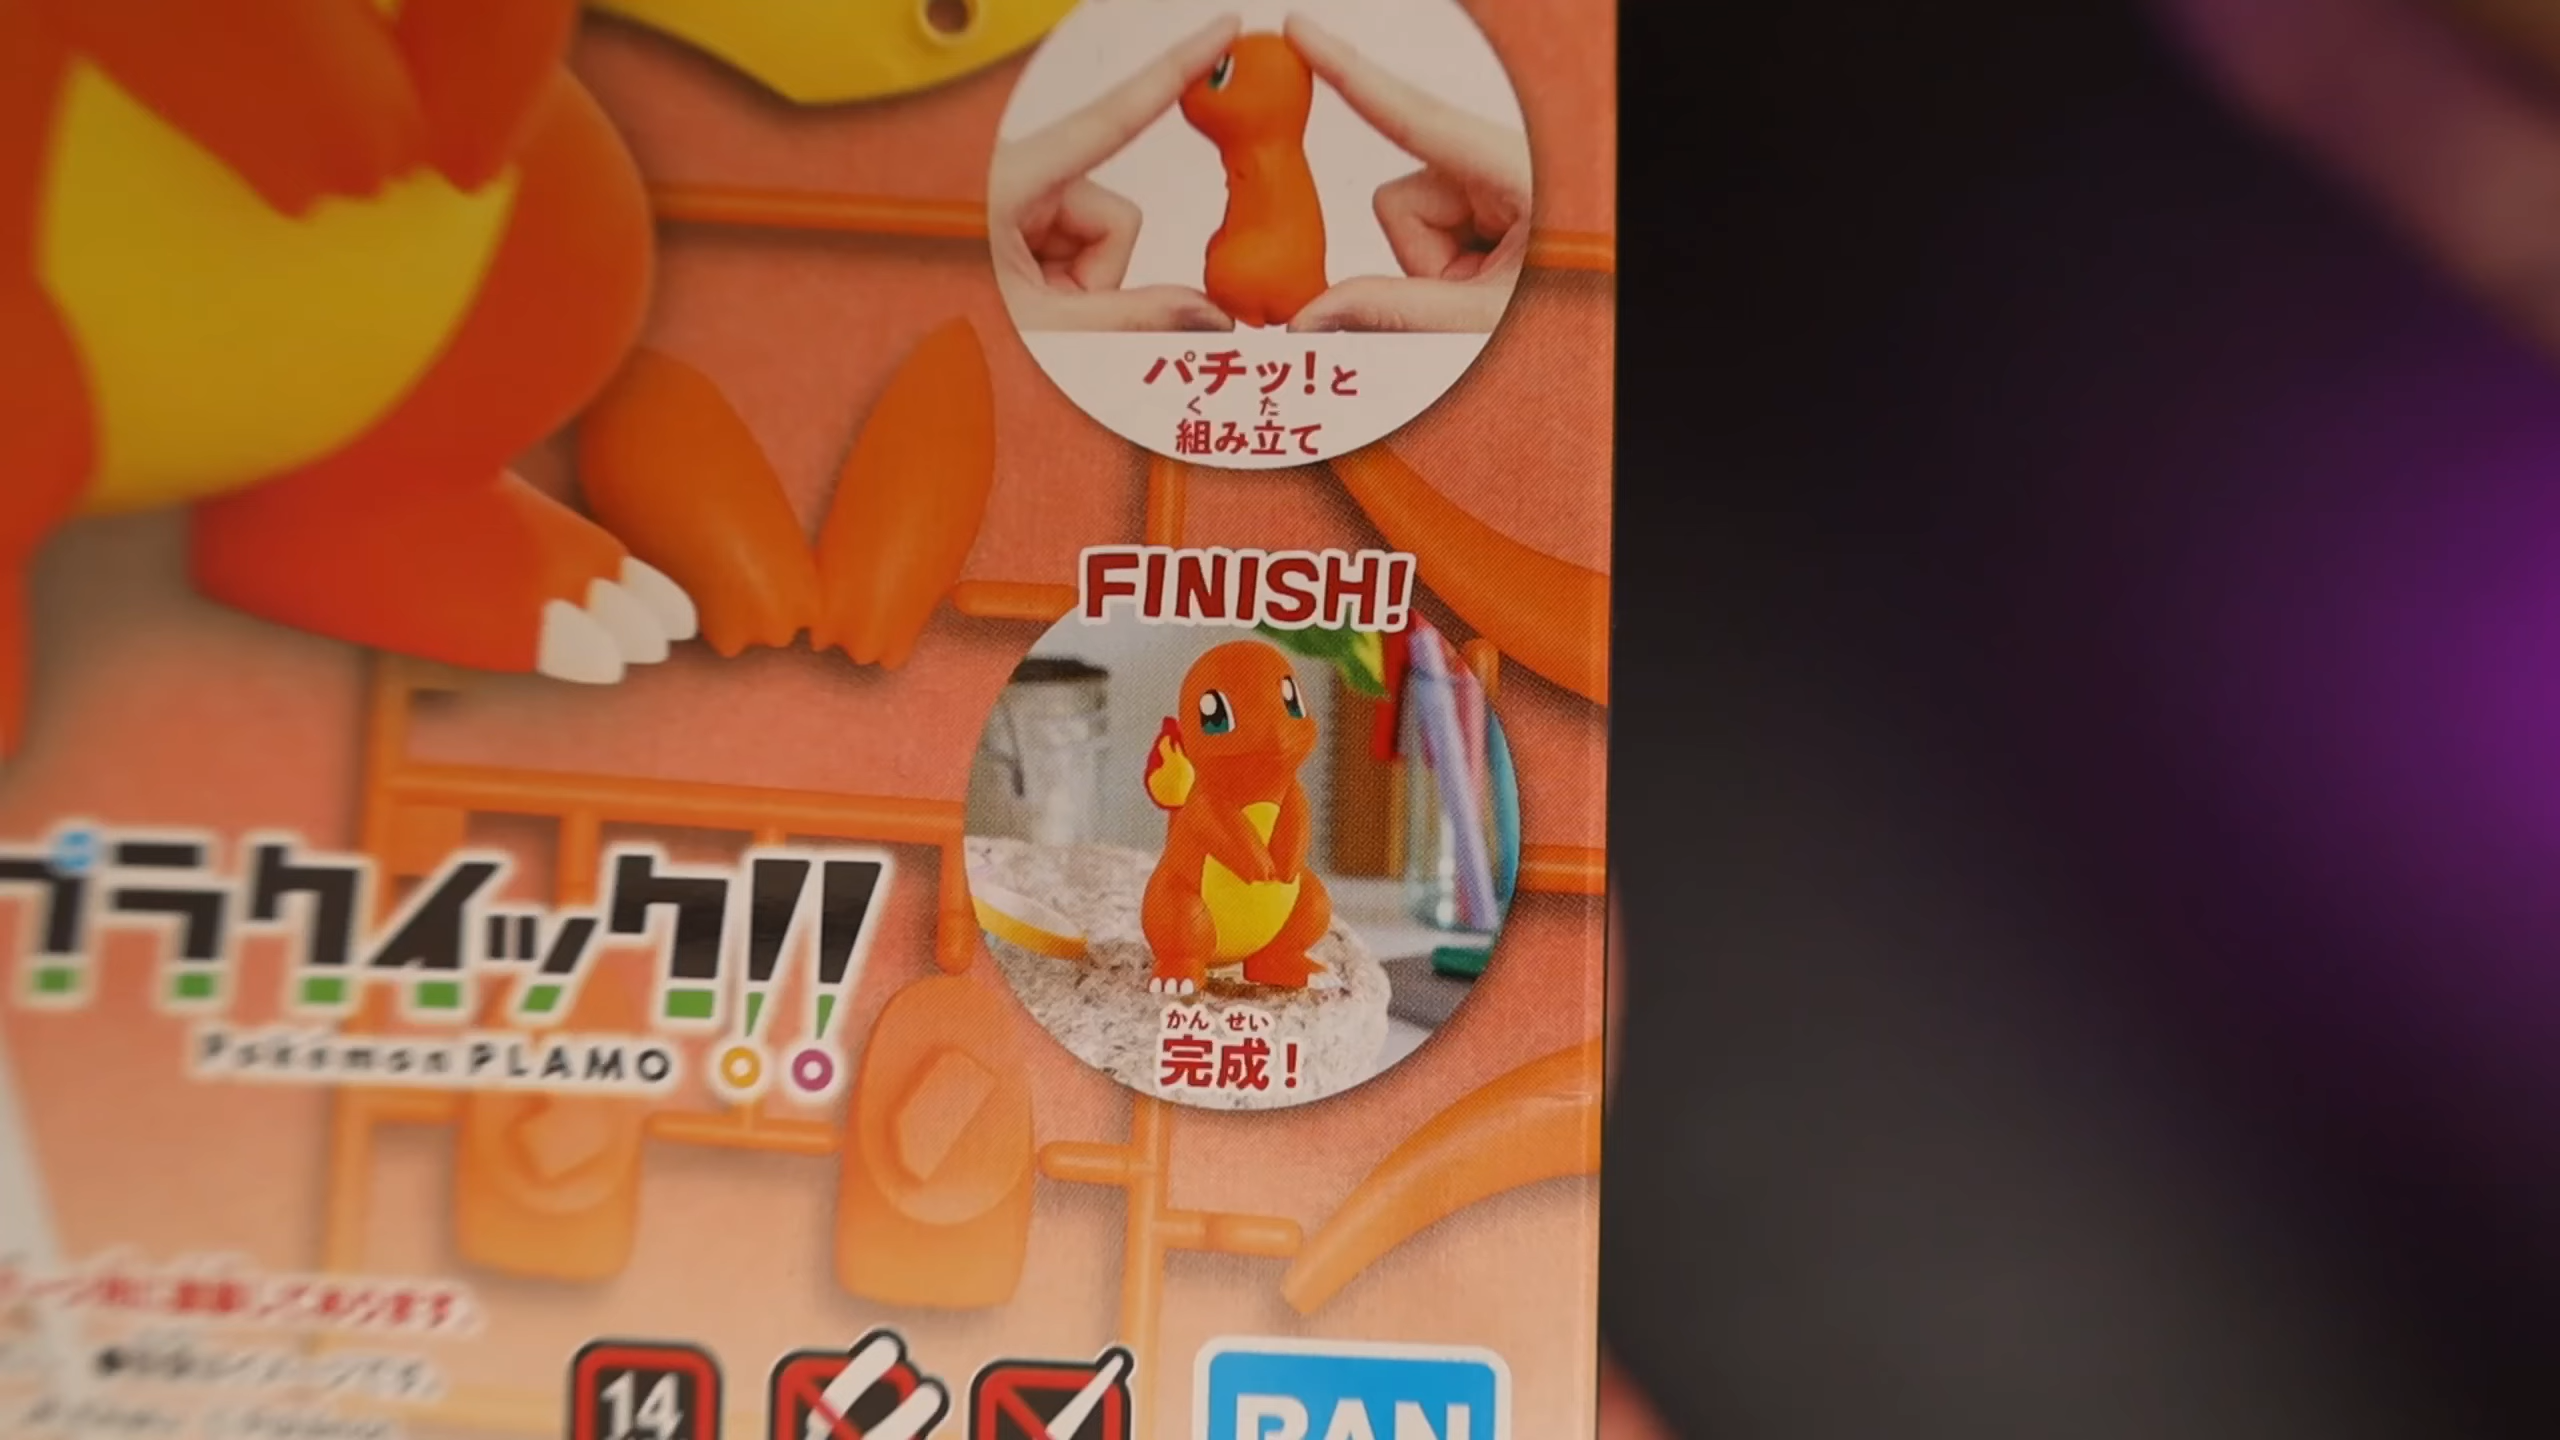 パチッ!と
く た
組み立て
FINISH!
かん せい
完成!
プラクイック!!
Pokémon PLAMO
14
BAN